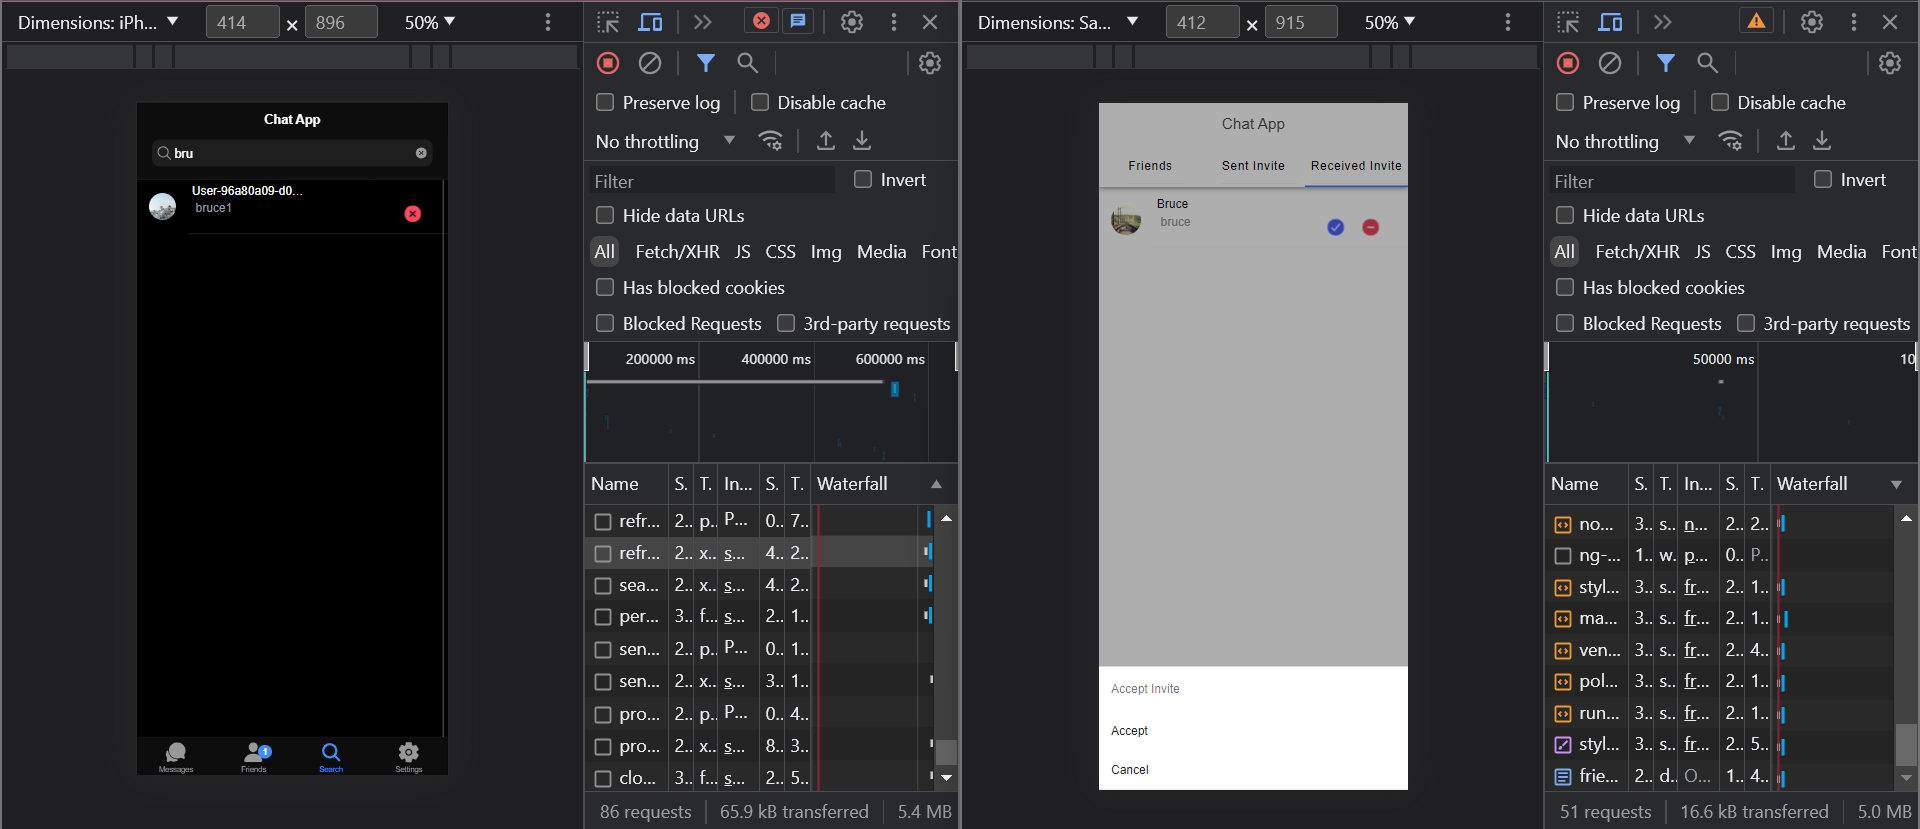 Dimensions: iPh... ▼ 414 × 896 50% ▼
Preserve log Disable cache
No throttling ▼
Filter Invert
Hide data URLs
All Fetch/XHR JS CSS Img Media Font
Has blocked cookies
Blocked Requests 3rd-party requests
200000 ms 400000 ms 600000 ms
Name S. T. In... S. T. Waterfall
refr... 2.. p.. P... 0.. 7..
refr... 2.. x.. s... 4.. 2..
sea... 2.. x.. s... 4.. 2..
per... 3.. f... s... 2.. 1..
sen... 2.. p.. P... 0.. 1..
sen... 2.. x.. s... 3.. 1..
pro... 2.. p.. P... 0.. 4..
pro... 2.. x.. s... 8.. 3..
clo... 3.. f... s... 2.. 5..
86 requests 65.9 kB transferred 5.4 MB
Chat App
bru
User-96a80a09-d0...
bruce1
Messages Friends 1 Search Settings
Dimensions: Sa... ▼ 412 × 915 50% ▼
Preserve log Disable cache
No throttling ▼
Filter Invert
Hide data URLs
All Fetch/XHR JS CSS Img Media Font
Has blocked cookies
Blocked Requests 3rd-party requests
50000 ms 10
Name S. T. In... S. T. Waterfall
no... 3.. s.. n... 2.. 2..
ng-... 1.. w. p... 0.. P..
styl... 3.. s.. fr... 2.. 1..
ma... 3.. s.. fr... 2.. 1..
ven... 3.. s.. fr... 2.. 4..
pol... 3.. s.. fr... 2.. 1..
run... 3.. s.. fr... 2.. 1..
styl... 3.. s.. fr... 2.. 5..
frie... 2.. d.. O... 1.. 4..
51 requests 16.6 kB transferred 5.0 MB
Chat App
Friends Sent Invite Received Invite
Bruce
bruce
Accept Invite
Accept
Cancel